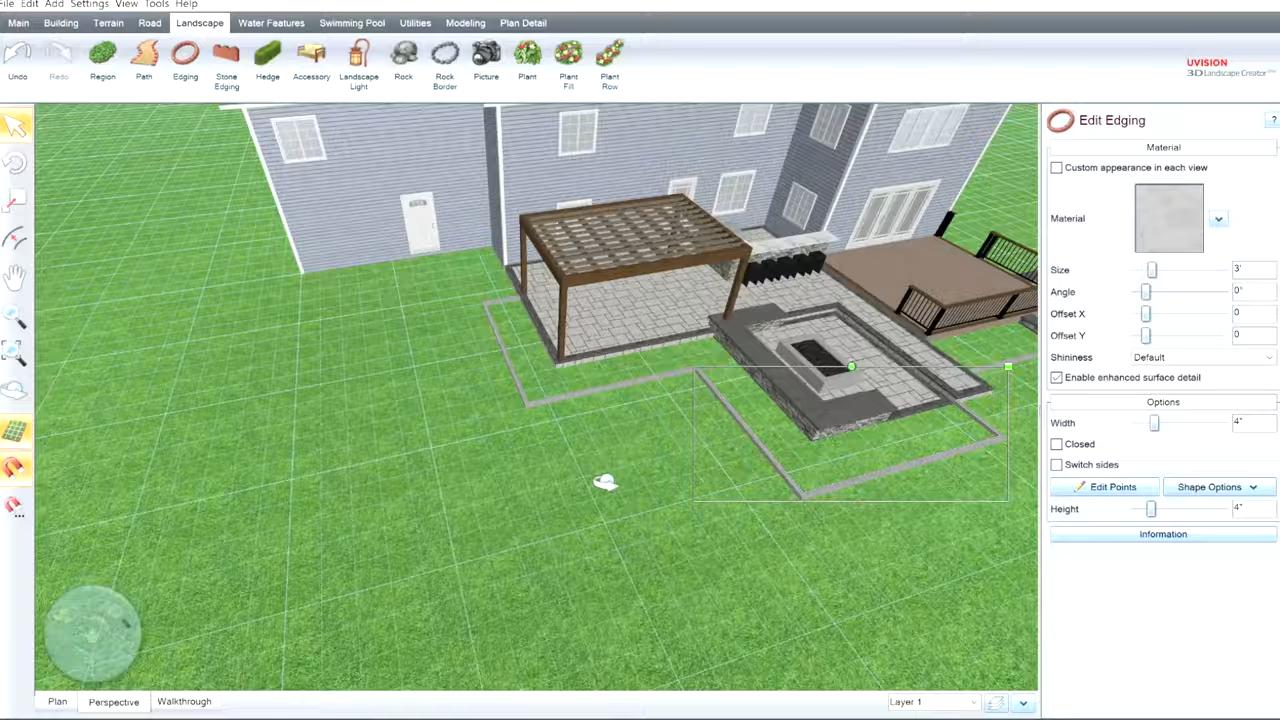 File Edit Add Settings View Tools Help
Main Building Terrain Road Landscape Water Features Swimming Pool Utilities Modeling Plan Detail
Undo Redo Region Path Edging Stone Edging Hedge Accessory Landscape Light Rock Rock Border Picture Plant Plant Fill Plant Row
UVISION
3D Landscape Creator
Edit Edging
?
Material
Custom appearance in each view
Material
Size 3'
Angle 0°
Offset X 0
Offset Y 0
Shininess Default
Enable enhanced surface detail
Options
Width 4"
Closed
Switch sides
Edit Points Shape Options
Height 4"
Information
Plan Perspective Walkthrough Layer 1